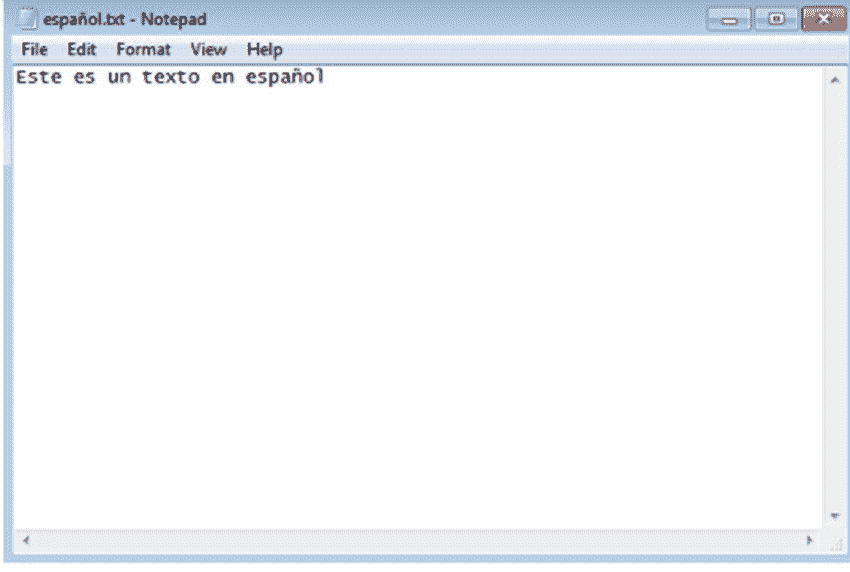 español.txt - Notepad
File Edit Format View Help
Este es un texto en español